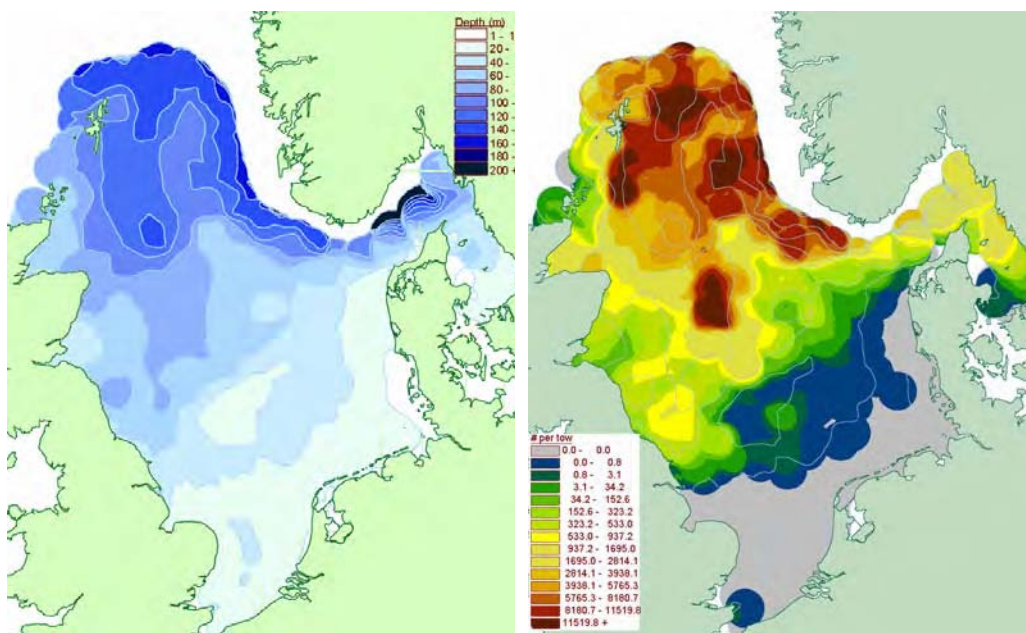 Depth (m)
1 - 1
20 -
40 -
60 -
80 -
100 -
120 -
140 -
160 -
180 -
200 +
# per tow
0.0 - 0.0
0.0 - 0.8
0.8 - 3.1
3.1 - 34.2
34.2 - 152.6
152.6 - 323.2
323.2 - 533.0
533.0 - 937.2
937.2 - 1695.0
1695.0 - 2814.1
2814.1 - 3938.1
3938.1 - 5765.3
5765.3 - 8180.7
8180.7 - 11519.8
11519.8 +